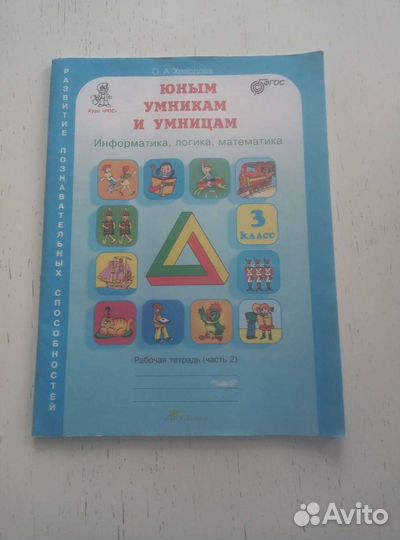 О. А. Холодова
Курс «РПС»
ФГОС
ЮНЫМ
УМНИКАМ
И УМНИЦАМ
Информатика, логика, математика
РАЗВИТИЕ ПОЗНАВАТЕЛЬНЫХ СПОСОБНОСТЕЙ
3
класс
Рабочая тетрадь (часть 2)
Avito